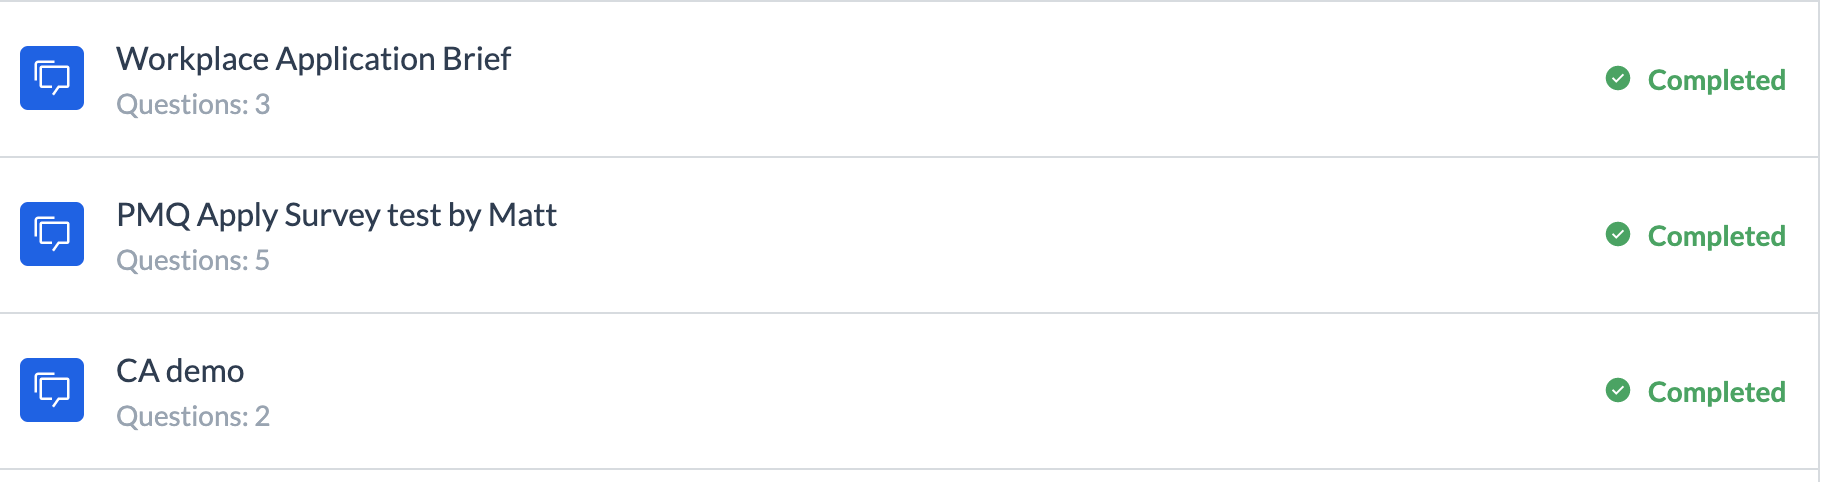 Workplace Application Brief
Questions: 3
Completed
PMQ Apply Survey test by Matt
Questions: 5
Completed
CA demo
Questions: 2
Completed